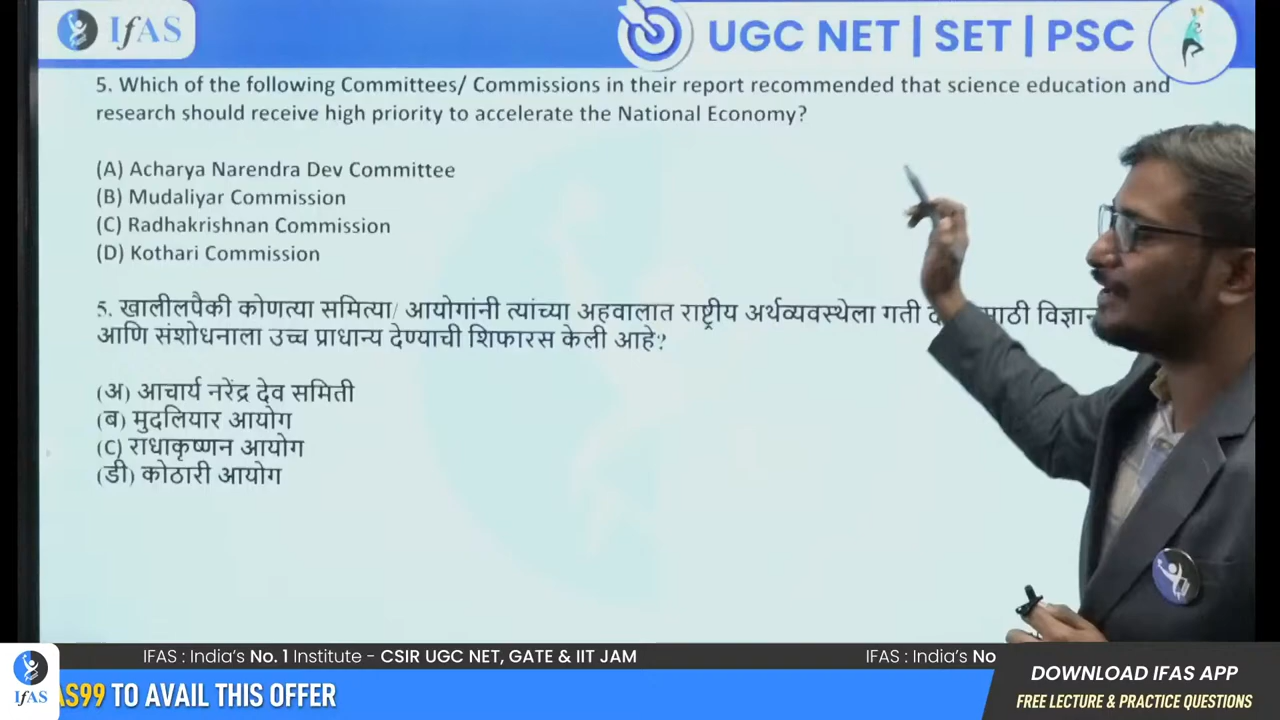 IfAS
UGC NET | SET | PSC
5. Which of the following Committees/ Commissions in their report recommended that science education and
research should receive high priority to accelerate the National Economy?
(A) Acharya Narendra Dev Committee
(B) Mudaliyar Commission
(C) Radhakrishnan Commission
(D) Kothari Commission
5. खालीलपैकी कोणत्या समित्या/ आयोगांनी त्यांच्या अहवालात राष्ट्रीय अर्थव्यवस्थेला गती
आणि संशोधनाला उच्च प्राधान्य देण्याची शिफारस केली आहे?
(अ) आचार्य नरेंद्र देव समिती
(ब) मुदलियार आयोग
(C) राधाकृष्णन आयोग
(डी) कोठारी आयोग
IFAS : India's No. 1 Institute - CSIR UGC NET, GATE & IIT JAM
IFAS : India's No
IfAS
AS99 TO AVAIL THIS OFFER
DOWNLOAD IFAS APP
FREE LECTURE & PRACTICE QUESTIONS